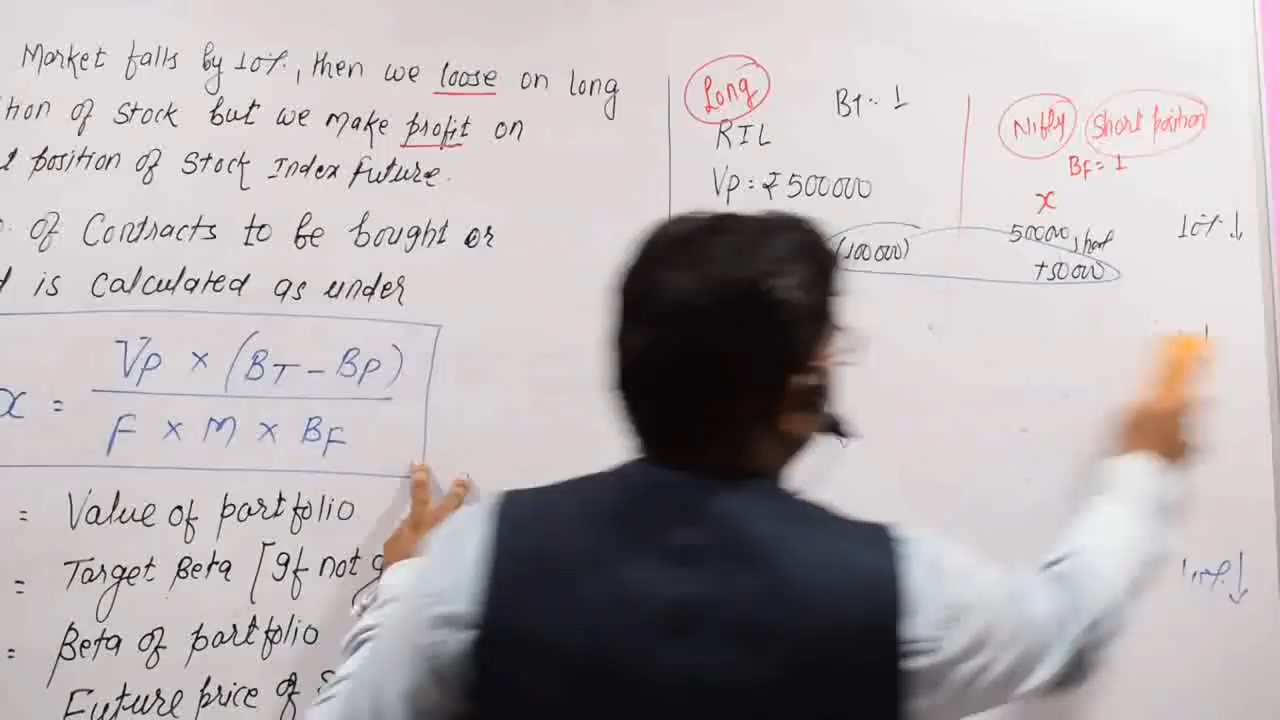 Market falls by 10%, then we loose on long
tion of Stock but we make profit on
position of Stock Index Future.
of Contracts to be bought or
is calculated as under
x = VP × (BT - BP)
F × M × BF
= Value of portfolio
= Target Beta [If not g
= Beta of portfolio
Future price of
Long
RIL
VP = ₹ 500000
BT = 1
(100000)
Nifty Short position
BF = 1
x
500000 short
+50000
10% ↓
10% ↓